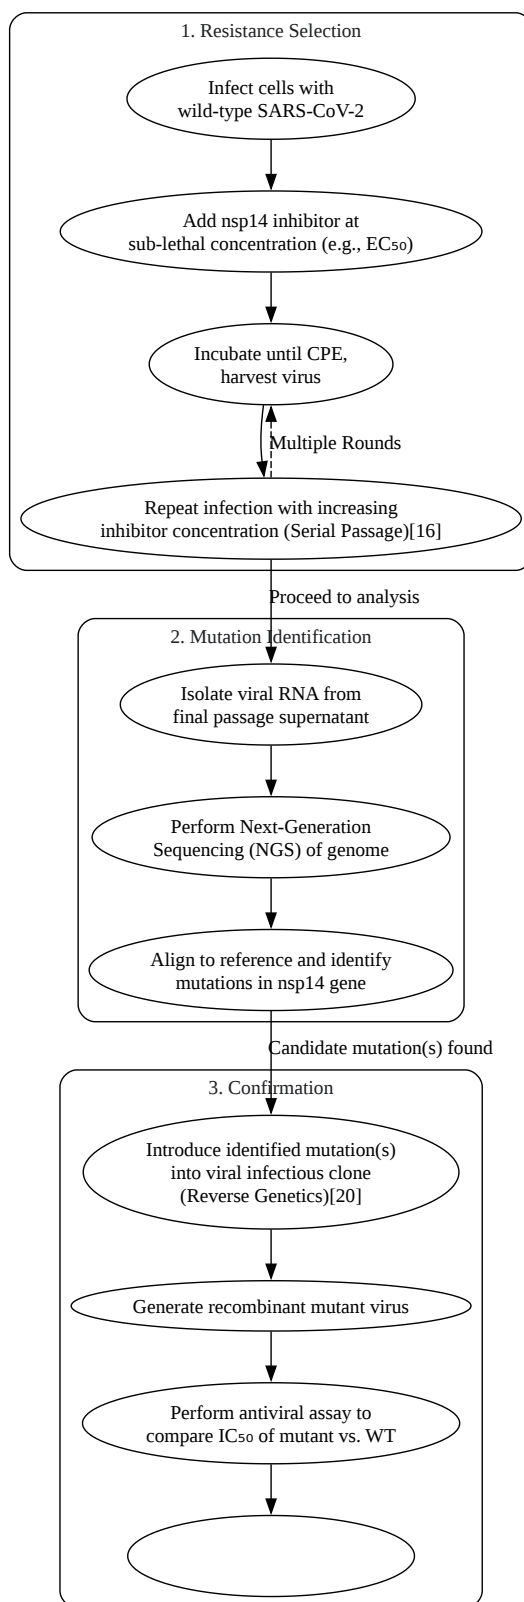 1. Resistance Selection
Infect cells with
wild-type SARS-CoV-2
Add nsp14 inhibitor at
sub-lethal concentration (e.g., EC₅₀)
Incubate until CPE,
harvest virus
Multiple Rounds
Repeat infection with increasing
inhibitor concentration (Serial Passage)[16]
Proceed to analysis
2. Mutation Identification
Isolate viral RNA from
final passage supernatant
Perform Next-Generation
Sequencing (NGS) of genome
Align to reference and identify
mutations in nsp14 gene
Candidate mutation(s) found
3. Confirmation
Introduce identified mutation(s)
into viral infectious clone
(Reverse Genetics)[20]
Generate recombinant mutant virus
Perform antiviral assay to
compare IC₅₀ of mutant vs. WT